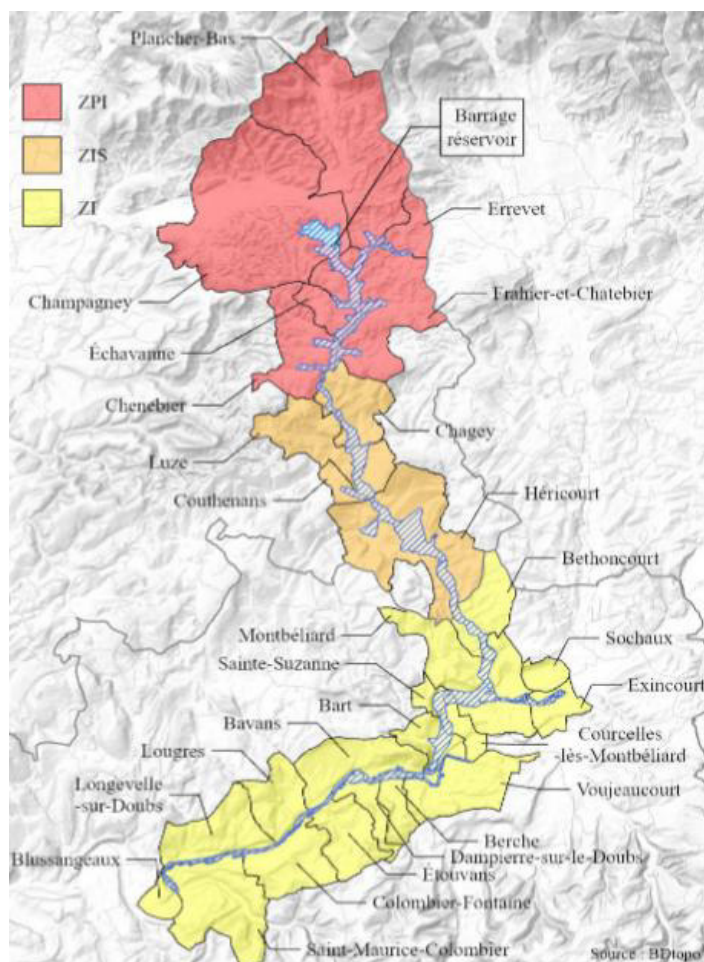 Plancher-Bas
ZPI
ZIS
ZI
Barrage
réservoir
Errevet
Champagney
Frahier-et-Chatebier
Échavanne
Chenebier
Chagey
Luze
Couthenans
Héricourt
Bethoncourt
Montbéliard
Sochaux
Sainte-Suzanne
Exincourt
Bart
Bavans
Courcelles
-lès-Montbéliard
Lougres
Longevelle
-sur-Doubs
Voujeaucourt
Berche
Blussangeaux
Dampierre-sur-le-Doubs
Étouvans
Colombier-Fontaine
Saint-Maurice-Colombier
Source : BDtopo